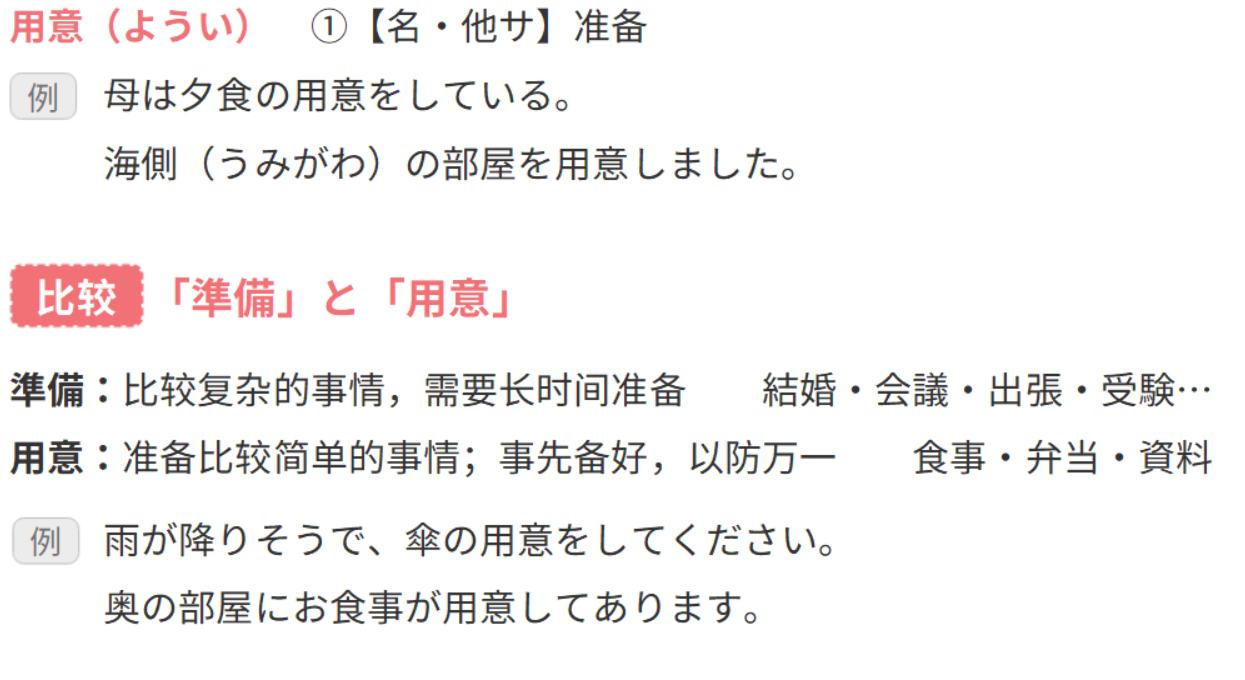 用意（ようい）　①【名・他サ】准备
例　母は夕食の用意をしている。
海側（うみがわ）の部屋を用意しました。
比较　「準備」と「用意」
準備：比较复杂的事情，需要长时间准备　　結婚・会議・出張・受験…
用意：准备比较简单的事情；事先备好，以防万一　　食事・弁当・資料
例　雨が降りそうで、傘の用意をしてください。
奥の部屋にお食事が用意してあります。